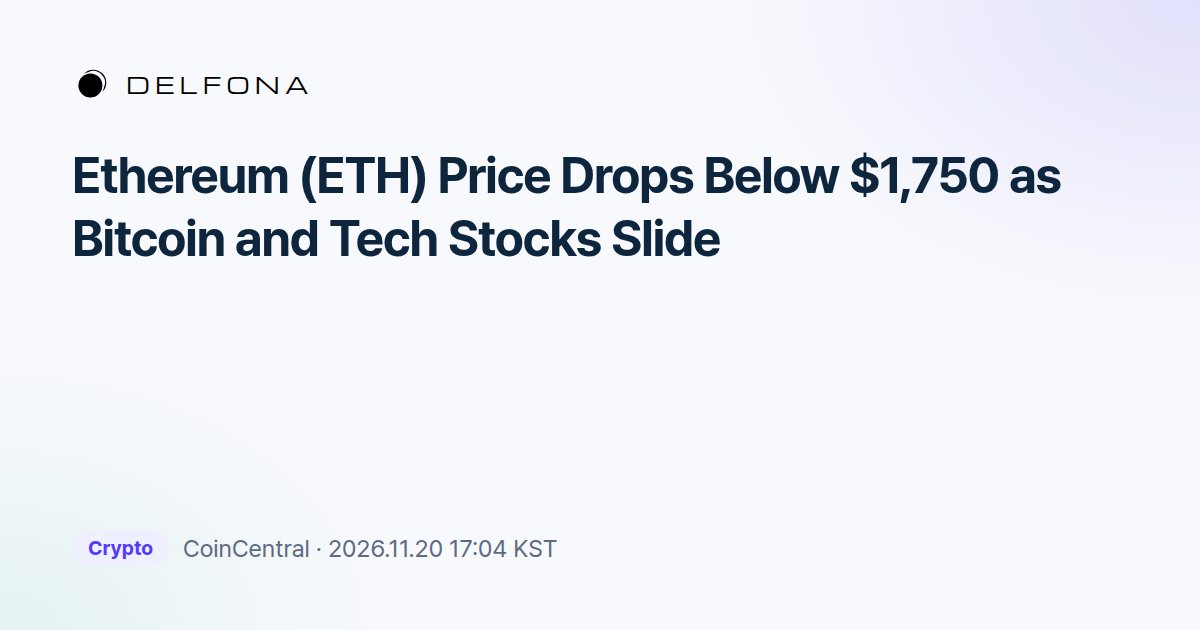 DELFONA
Ethereum (ETH) Price Drops Below $1,750 as
Bitcoin and Tech Stocks Slide
Crypto CoinCentral · 2026.11.20 17:04 KST